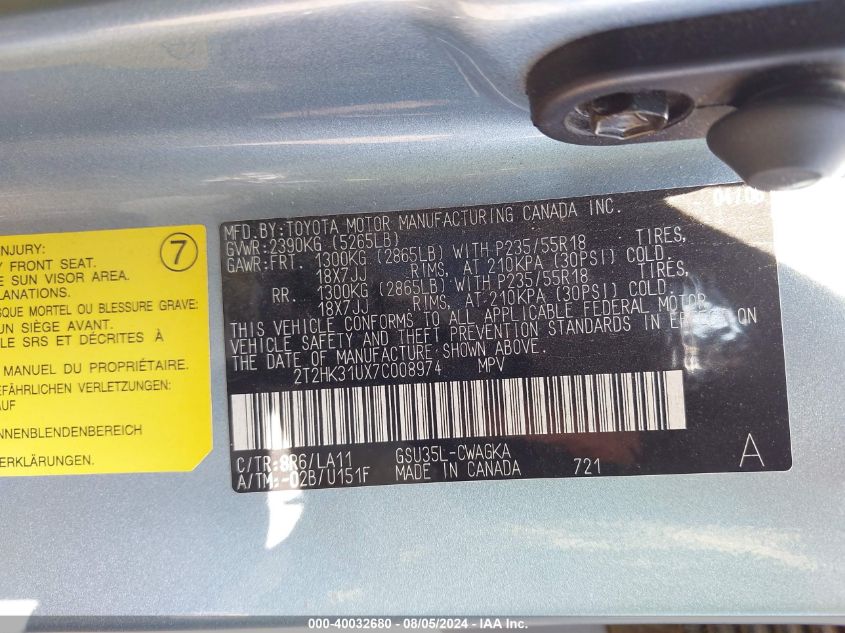 04/06
MFD.BY:TOYOTA MOTOR MANUFACTURING CANADA INC.
GVWR:2390KG (5265LB)
GAWR:FRT. 1300KG (2865LB) WITH P235/55R18 TIRES,
18X7JJ RIMS, AT 210KPA (30PSI) COLD.
RR. 1300KG (2865LB) WITH P235/55R18 TIRES,
18X7JJ RIMS, AT 210KPA (30PSI) COLD.
THIS VEHICLE CONFORMS TO ALL APPLICABLE FEDERAL MOTOR
VEHICLE SAFETY AND THEFT PREVENTION STANDARDS IN EFFECT ON
THE DATE OF MANUFACTURE SHOWN ABOVE.
2T2HK31UX7C008974 MPV
C/TR:8R6/LA11 GSU35L-CWAGKA
A/TM:-02B/U151F MADE IN CANADA 721 A
7
INJURY:
FRONT SEAT.
SUN VISOR AREA.
MORTEL OU BLESSURE GRAVE:
UN SIÈGE AVANT.
LE SRS ET DÉCRITES À
MANUEL DU PROPRIÉTAIRE.
AUF
ERKLÄRUNGEN.
000-40032680 - 08/05/2024 - IAA Inc.